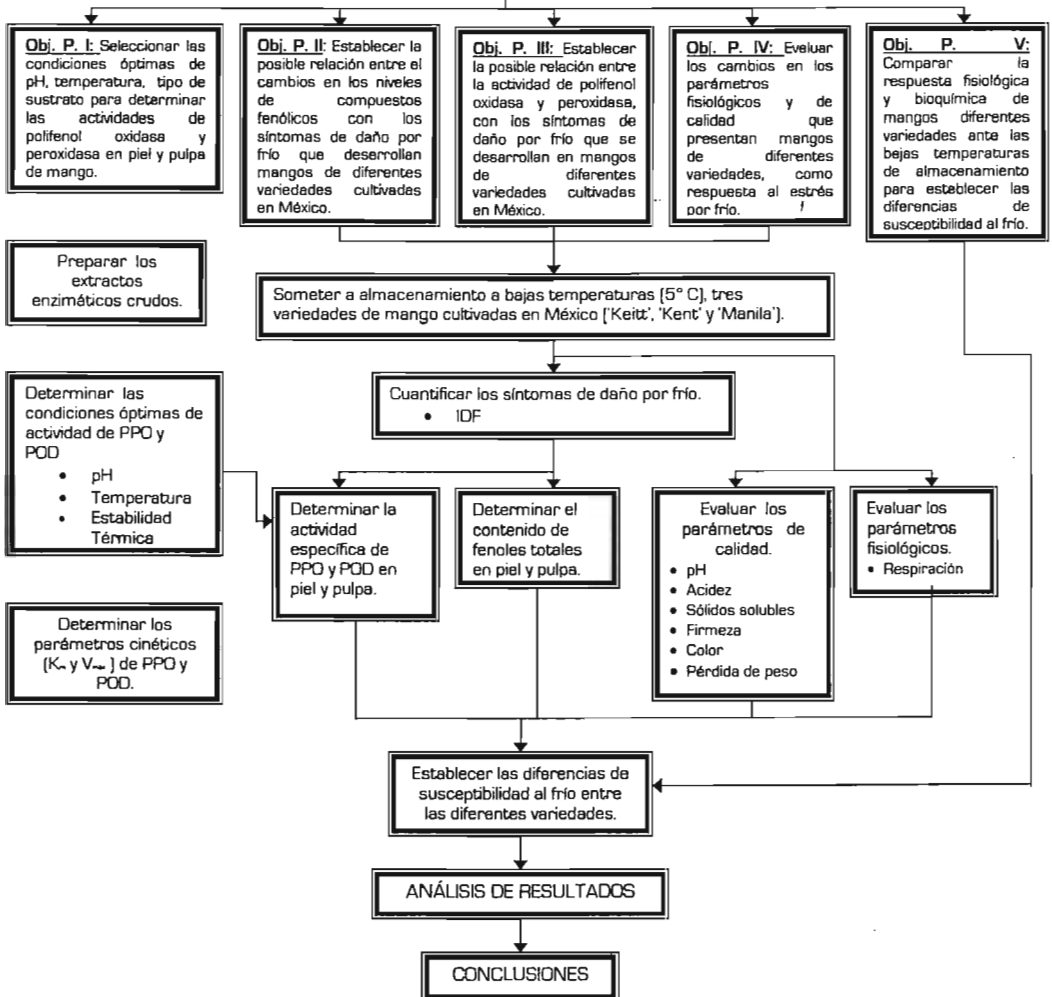 Obj. P. I: Seleccionar las
condiciones óptimas de
pH, temperatura, tipo de
sustrato para determinar
las actividades de
polifenol oxidasa y
peroxidasa en piel y pulpa
de mango.
Obj. P. II: Establecer la
posible relación entre el
cambios en los niveles
de compuestos
fenólicos con los
síntomas de daño por
frío que desarrollan
mangos de diferentes
variedades cultivadas
en México.
Obj. P. III: Establecer
la posible relación entre
la actividad de polifenol
oxidasa y peroxidasa,
con los síntomas de
daño por frío que se
desarrollan en mangos
de diferentes
variedades cultivadas
en México.
Obj. P. IV: Evaluar
los cambios en los
parámetros
fisiológicos y de
calidad que
presentan mangos
de diferentes
variedades, como
respuesta al estrés
por frío.
Obj. P. V:
Comparar la
respuesta fisiológica
y bioquímica de
mangos diferentes
variedades ante las
bajas temperaturas
de almacenamiento
para establecer las
diferencias de
susceptibilidad al frío.
Preparar los
extractos
enzimáticos crudos.
Someter a almacenamiento a bajas temperaturas (5° C), tres
variedades de mango cultivadas en México ('Keitt', 'Kent' y 'Manila').
Determinar las
condiciones óptimas de
actividad de PPO y
POD
• pH
• Temperatura
• Estabilidad
Térmica
Cuantificar los síntomas de daño por frío.
• IDF
Determinar la
actividad
específica de
PPO y POD en
piel y pulpa.
Determinar el
contenido de
fenoles totales
en piel y pulpa.
Evaluar los
parámetros de
calidad.
• pH
• Acidez
• Sólidos solubles
• Firmeza
• Color
• Pérdida de peso
Evaluar los
parámetros
fisiológicos.
• Respiración
Determinar los
parámetros cinéticos
(K y V ) de PPO y
POD.
Establecer las diferencias de
susceptibilidad al frío entre
las diferentes variedades.
ANÁLISIS DE RESULTADOS
CONCLUSIONES